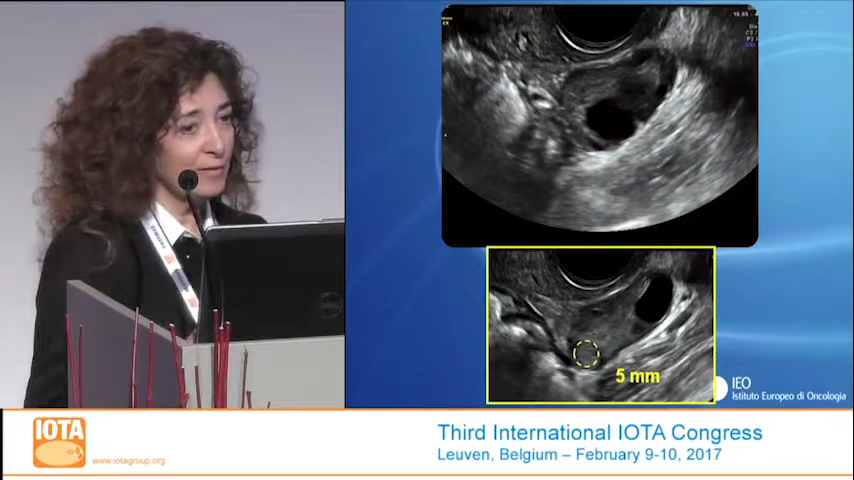 5 mm
IEO
Istituto Europeo di Oncologia
IOTA
www.iotagroup.org
Third International IOTA Congress
Leuven, Belgium – February 9-10, 2017